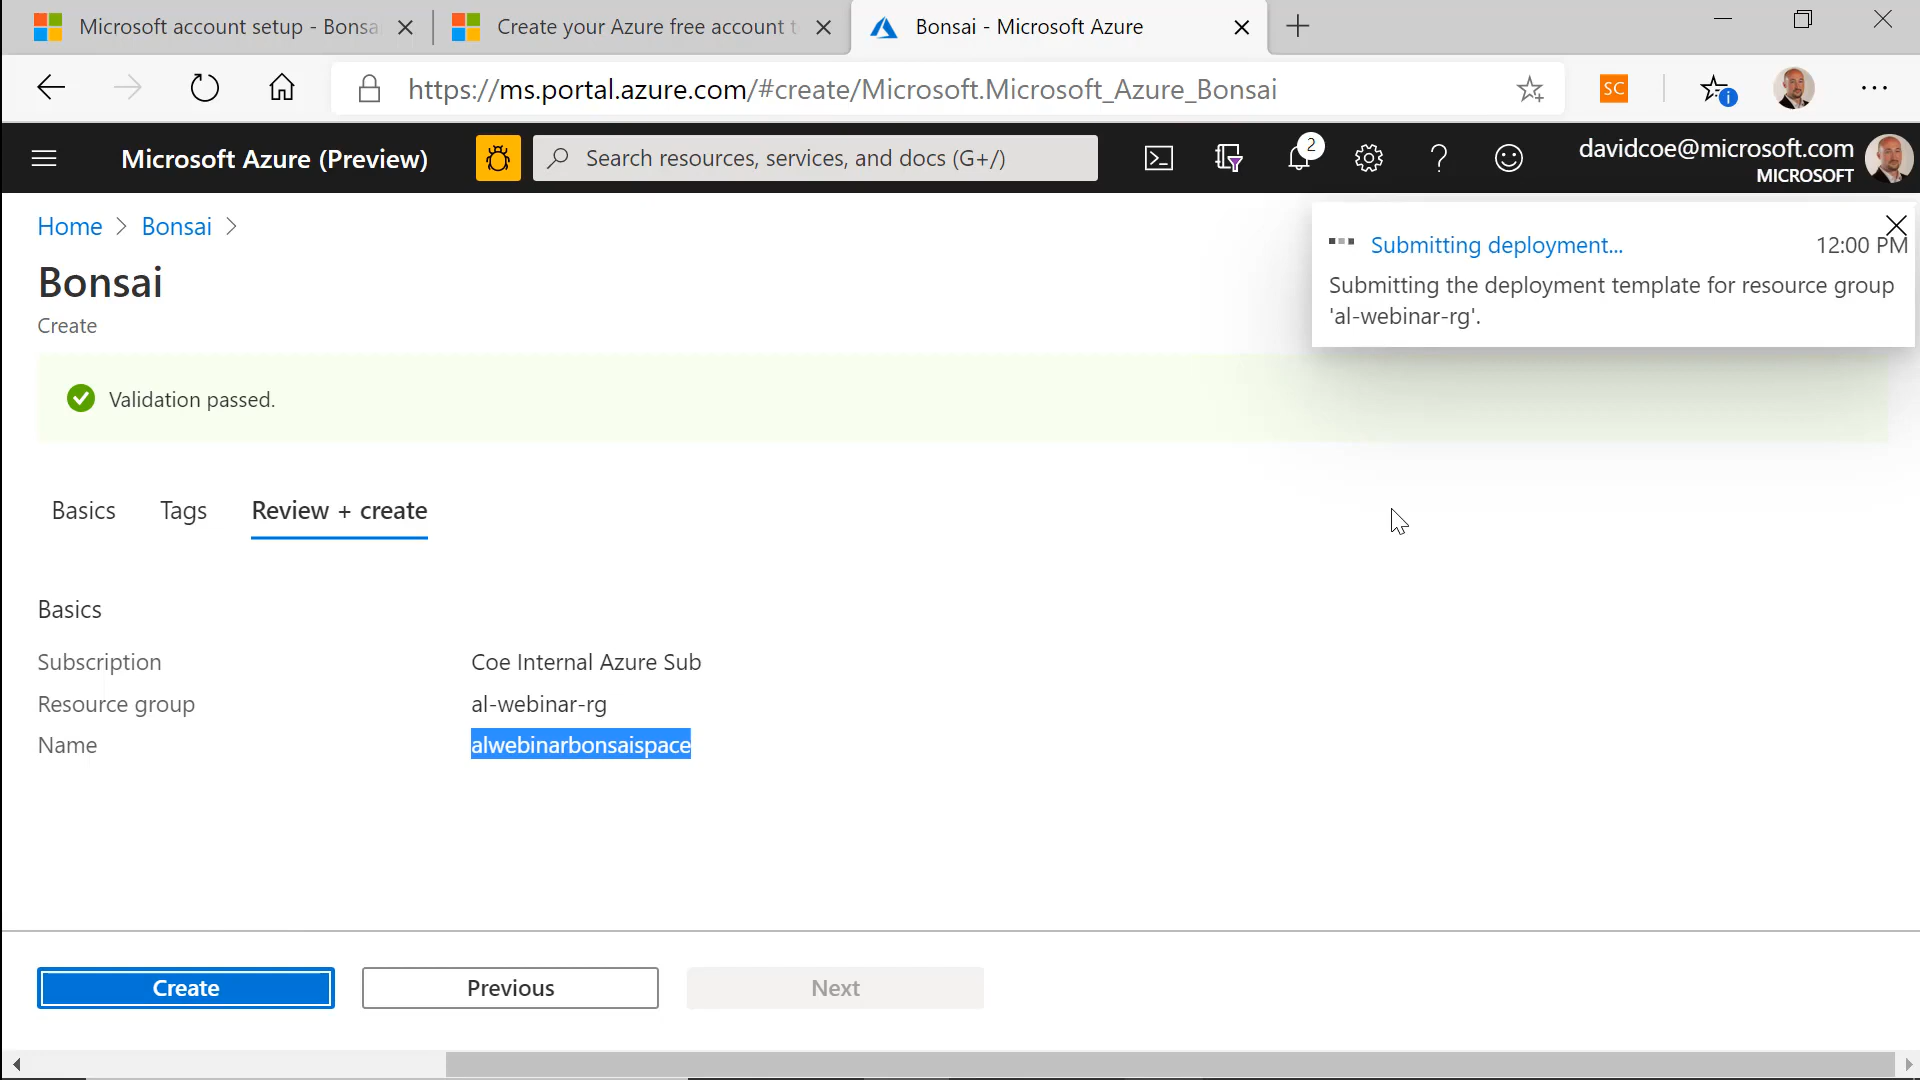 Microsoft account setup - Bonsa
Create your Azure free account t
Bonsai - Microsoft Azure
https://ms.portal.azure.com/#create/Microsoft.Microsoft_Azure_Bonsai
SC
i
Microsoft Azure (Preview)
Search resources, services, and docs (G+/)
2
davidcoe@microsoft.com
MICROSOFT
Home > Bonsai >
Submitting deployment...
12:00 PM
Submitting the deployment template for resource group
'al-webinar-rg'.
Bonsai
Create
Validation passed.
Basics
Tags
Review + create
Basics
Subscription
Coe Internal Azure Sub
Resource group
al-webinar-rg
Name
alwebinarbonsaispace
Create
Previous
Next